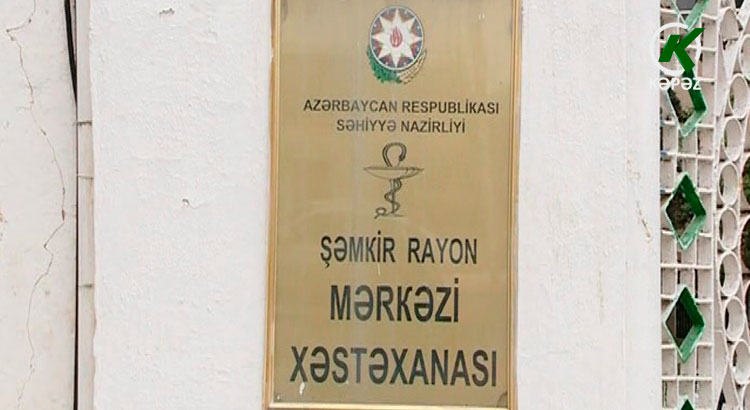 AZƏRBAYCAN RESPUBLİKASI
SƏHİYYƏ NAZİRLİYİ
ŞƏMKİR RAYON
MƏRKƏZİ
XƏSTƏXANASI
KƏPƏZ